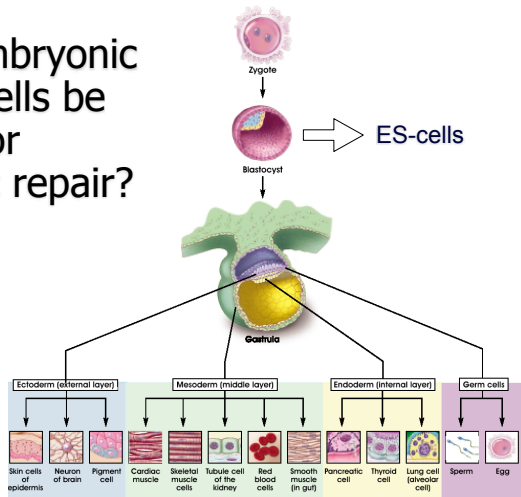 mbryonic
ells be
or
repair?
Zygote
ES-cells
Blastocyst
Gastrula
Ectoderm (external layer)
Mesoderm (middle layer)
Endoderm (internal layer)
Germ cells
Skin cells of epidermis
Neuron of brain
Pigment cell
Cardiac muscle
Skeletal muscle cells
Tubule cell of the kidney
Red blood cells
Smooth muscle (in gut)
Pancreatic cell
Thyroid cell
Lung cell (alveolar cell)
Sperm
Egg